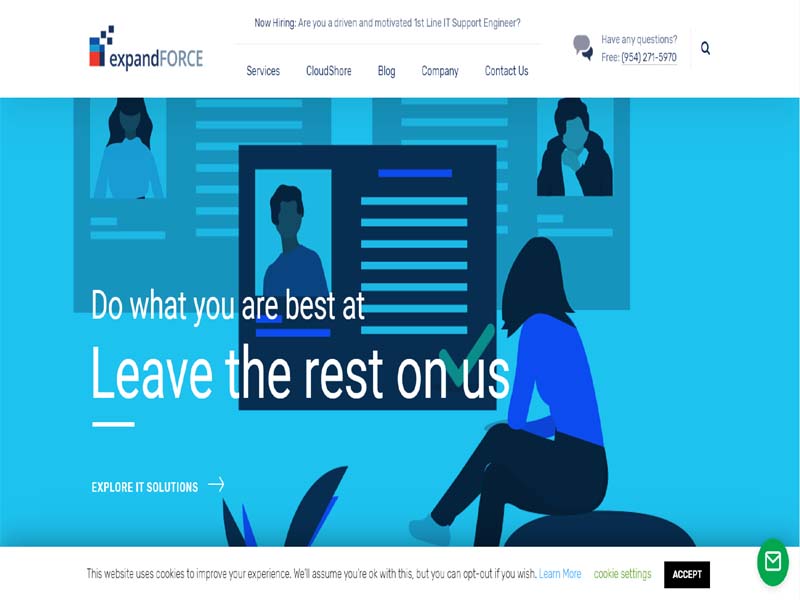 Now Hiring: Are you a driven and motivated 1st Line IT Support Engineer?
expandFORCE
Services CloudShore Blog Company Contact Us
Have any questions?
Free: (954) 271-5970
Do what you are best at
Leave the rest on us
EXPLORE IT SOLUTIONS
This website uses cookies to improve your experience. We'll assume you're ok with this, but you can opt-out if you wish. Learn More cookie settings ACCEPT